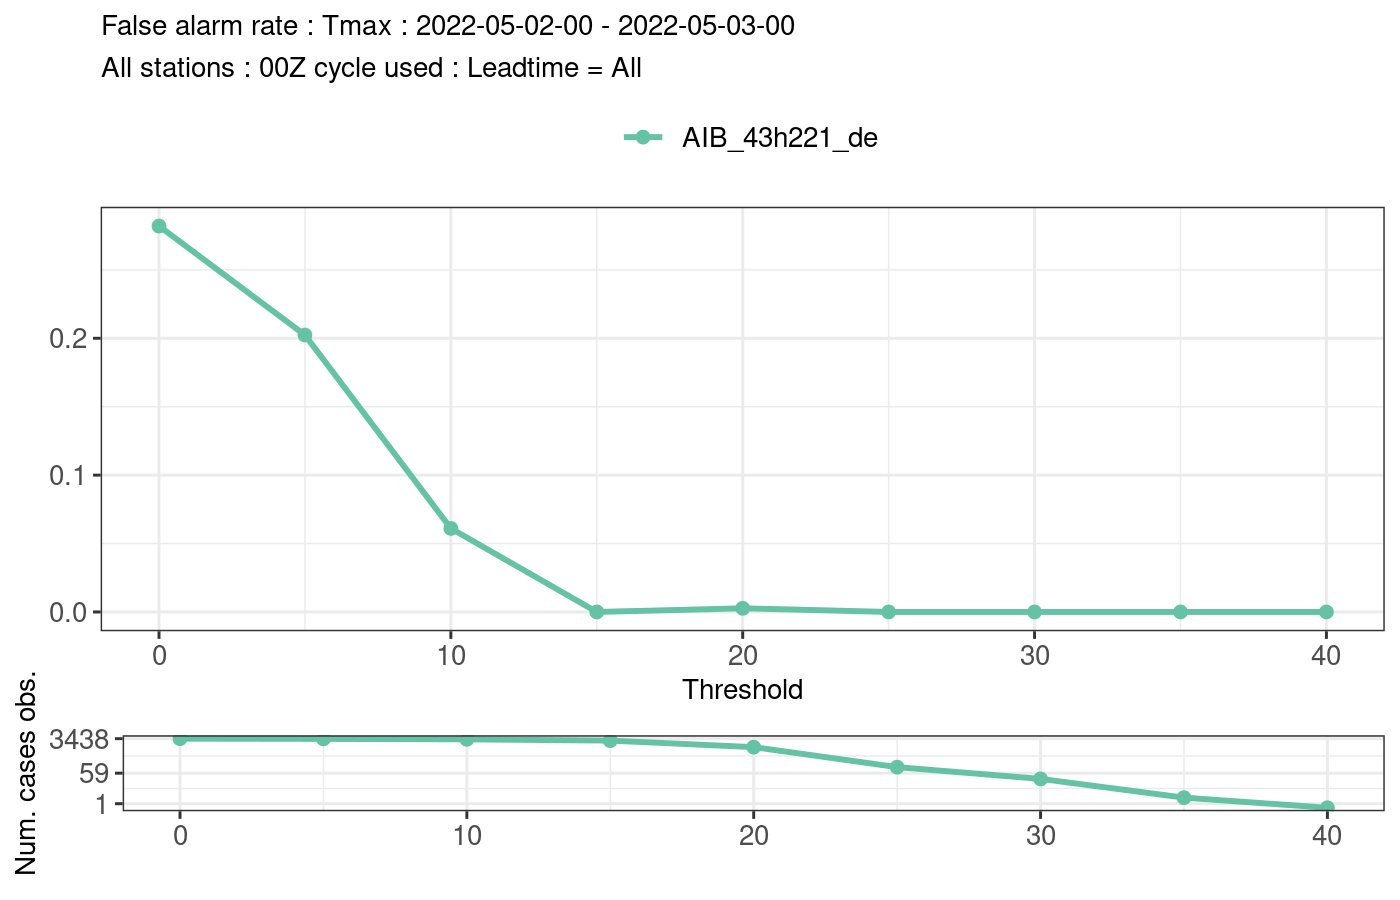 False alarm rate : Tmax : 2022-05-02-00 - 2022-05-03-00
All stations : 00Z cycle used : Leadtime = All
AIB_43h221_de
0.2
0.1
0.0
0 10 20 30 40
Threshold
Num. cases obs.
3438
59
1
0 10 20 30 40